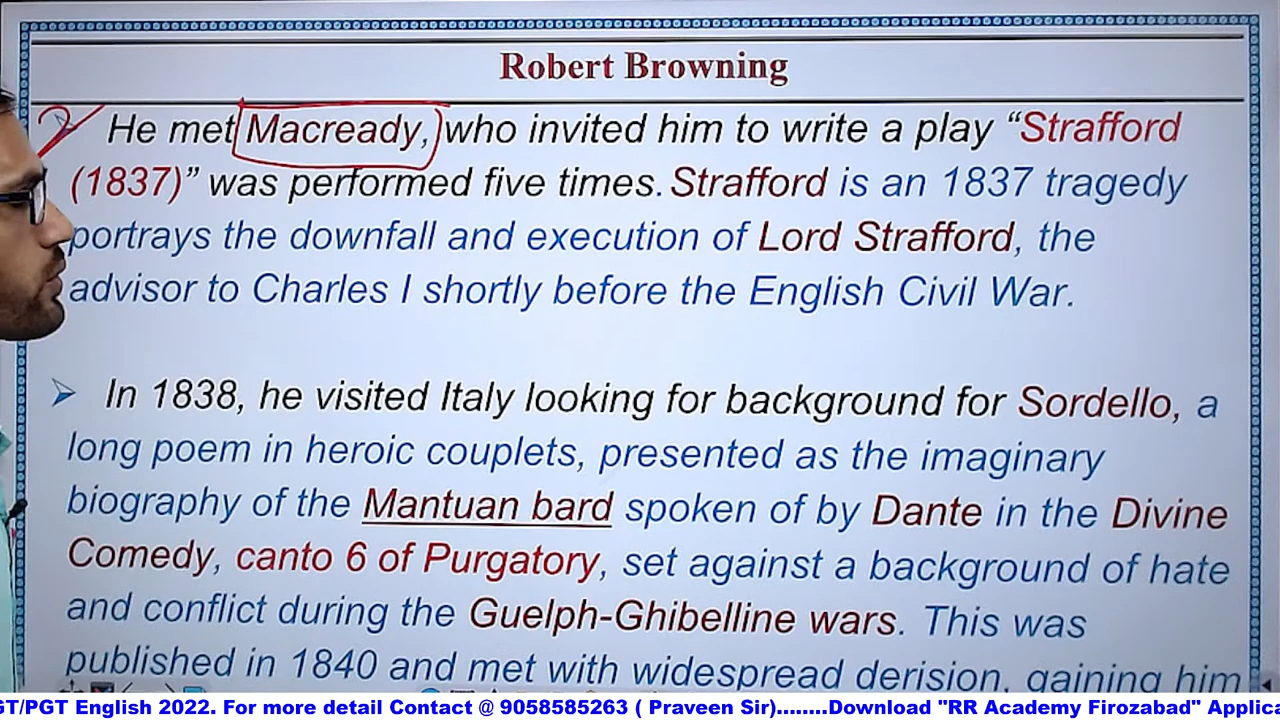 Robert Browning
He met Macready, who invited him to write a play “Strafford
(1837)” was performed five times. Strafford is an 1837 tragedy
portrays the downfall and execution of Lord Strafford, the
advisor to Charles I shortly before the English Civil War.
In 1838, he visited Italy looking for background for Sordello, a
long poem in heroic couplets, presented as the imaginary
biography of the Mantuan bard spoken of by Dante in the Divine
Comedy, canto 6 of Purgatory, set against a background of hate
and conflict during the Guelph-Ghibelline wars. This was
published in 1840 and met with widespread derision, gaining him
GT/PGT English 2022. For more detail Contact @ 9058585263 ( Praveen Sir)........Download "RR Academy Firozabad" Applica